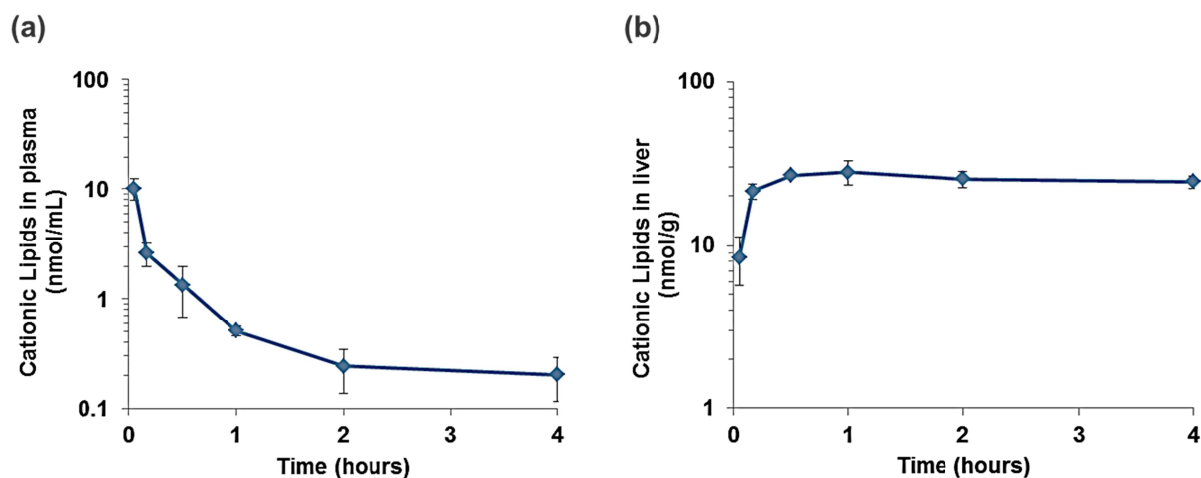 (a)
Cationic Lipids in plasma
(nmol/mL)
100
10
1
0.1
0 1 2 3 4
Time (hours)
(b)
Cationic Lipids in liver
(nmol/g)
100
10
1
0 1 2 3 4
Time (hours)